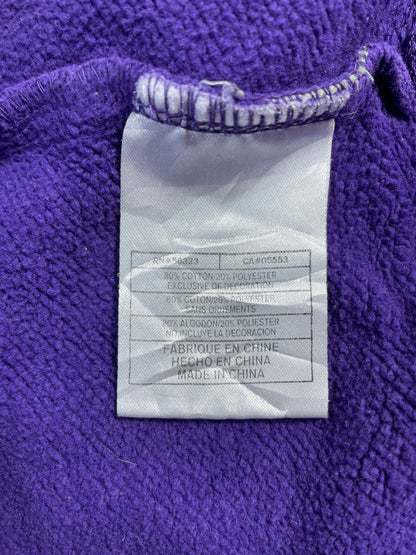 RN#56323 CA#05553
80% COTTON/20% POLYESTER
EXCLUSIVE OF DECORATION
80% COTON/20% POLYESTER
SANS ORNEMENTS
80% ALGODON/20% POLIESTER
NO INCLUYE LA DECORACION
FABRIQUE EN CHINE
HECHO EN CHINA
MADE IN CHINA